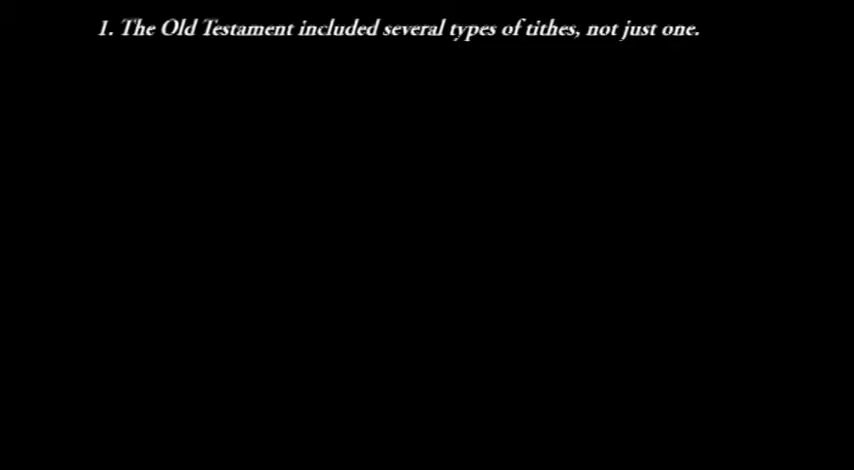 1. The Old Testament included several types of tithes, not just one.